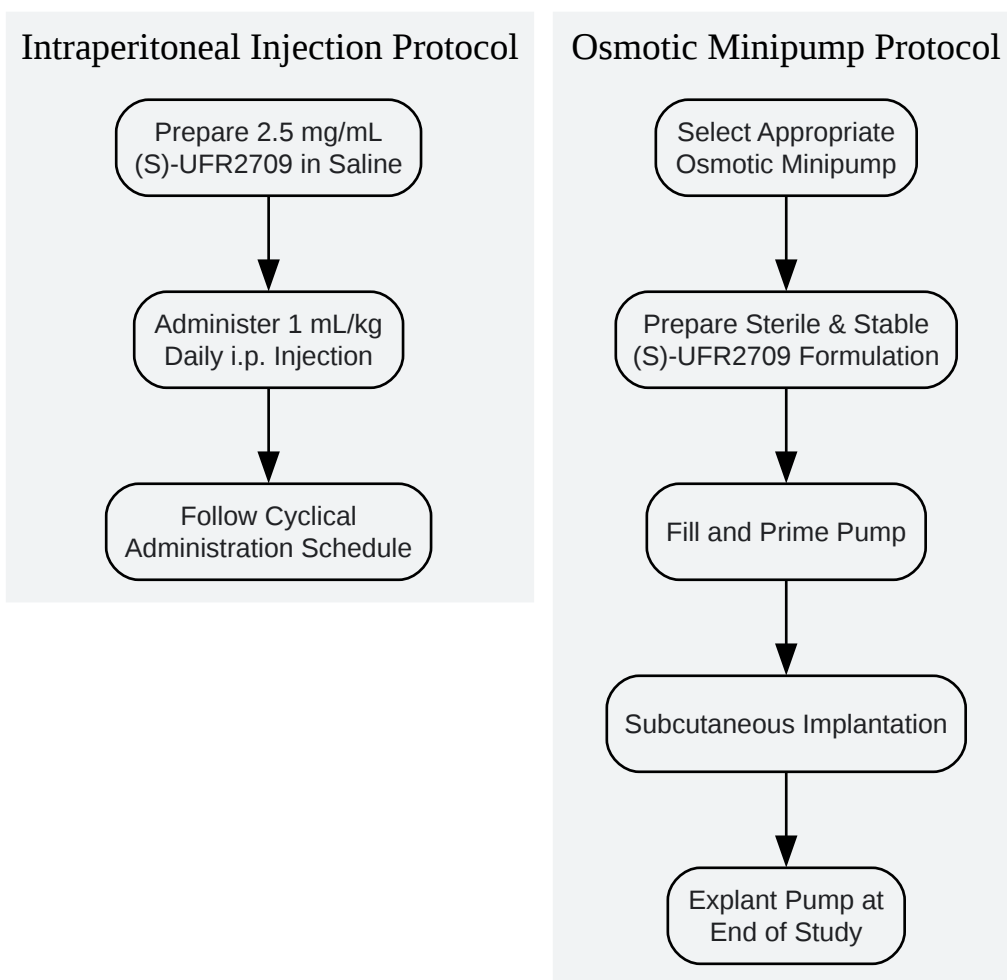 Intraperitoneal Injection Protocol
Prepare 2.5 mg/mL
(S)-UFR2709 in Saline
Administer 1 mL/kg
Daily i.p. Injection
Follow Cyclical
Administration Schedule
Osmotic Minipump Protocol
Select Appropriate
Osmotic Minipump
Prepare Sterile & Stable
(S)-UFR2709 Formulation
Fill and Prime Pump
Subcutaneous Implantation
Explant Pump at
End of Study